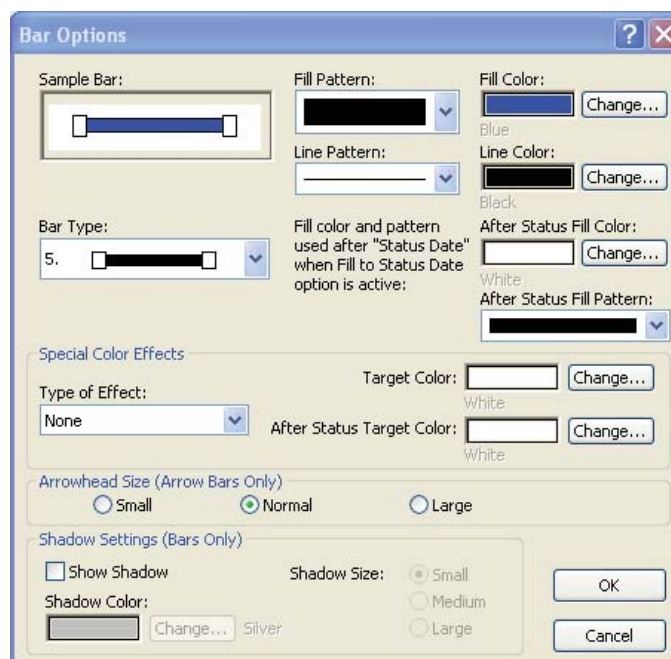 Bar Options
Sample Bar:
Fill Pattern:
Fill Color:
Change...
Blue
Line Pattern:
Line Color:
Change...
Black
Bar Type:
5.
Fill color and pattern
used after "Status Date"
when Fill to Status Date
option is active:
After Status Fill Color:
Change...
White
After Status Fill Pattern:
Special Color Effects
Type of Effect:
None
Target Color:
Change...
White
After Status Target Color:
Change...
White
Arrowhead Size (Arrow Bars Only)
Small Normal Large
Shadow Settings (Bars Only)
Show Shadow
Shadow Color:
Change... Silver
Shadow Size:
Small
Medium
Large
OK
Cancel